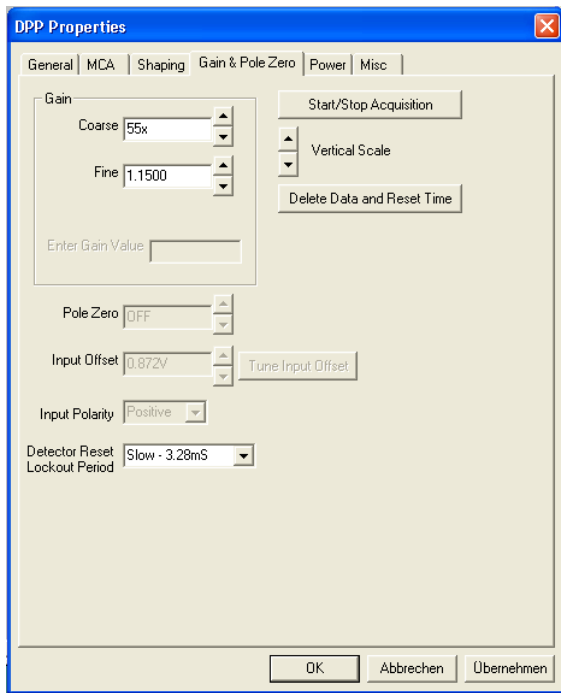 DPP Properties
General MCA Shaping Gain & Pole Zero Power Misc
Gain
Coarse 55x
Fine 1.1500
Enter Gain Value
Start/Stop Acquisition
Vertical Scale
Delete Data and Reset Time
Pole Zero OFF
Input Offset 0.872V Tune Input Offset
Input Polarity Positive
Detector Reset
Lockout Period Slow - 3.28mS
OK Abbrechen Übernehmen